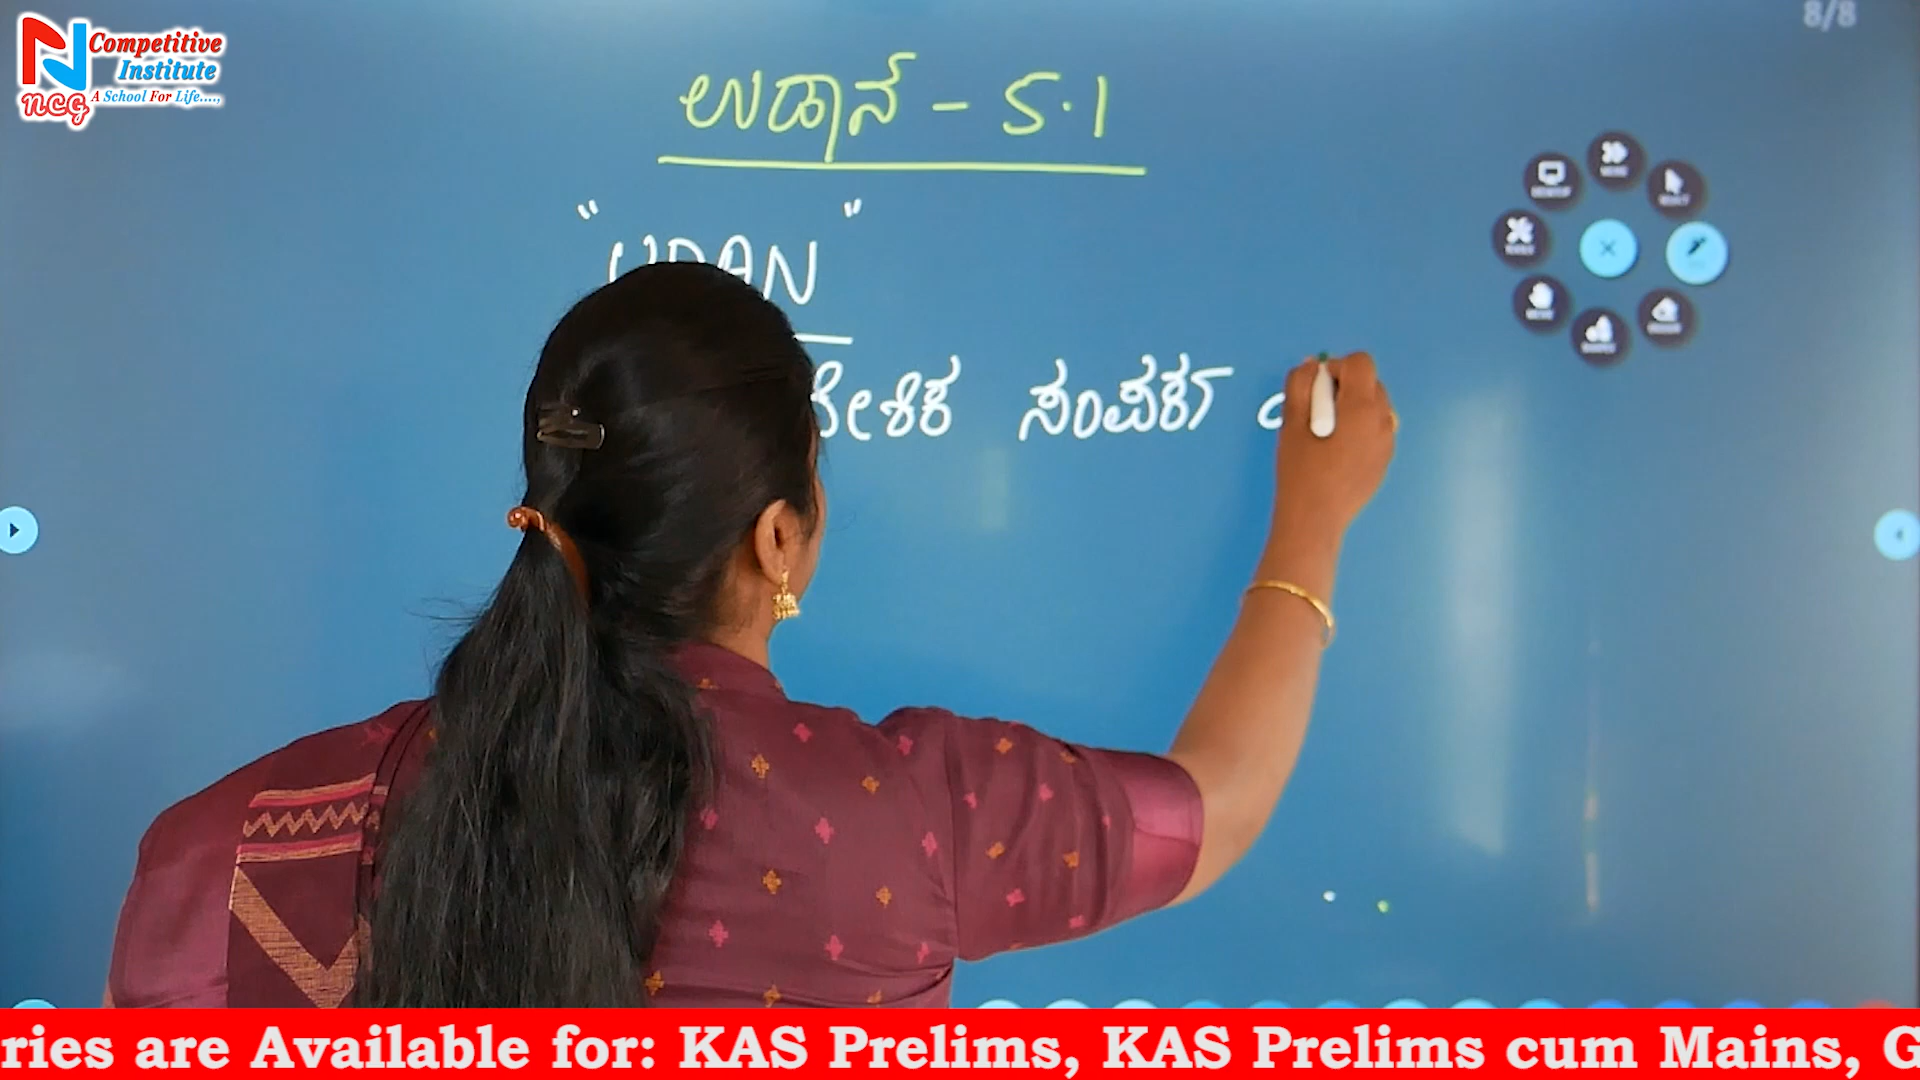 8/8
Competitive
Institute
NCG A School For Life....,
ಉಡಾನೆ - 5.1
" UDAN "
ಸಂಪರ್ಕ
ries are Available for: KAS Prelims, KAS Prelims cum Mains, G